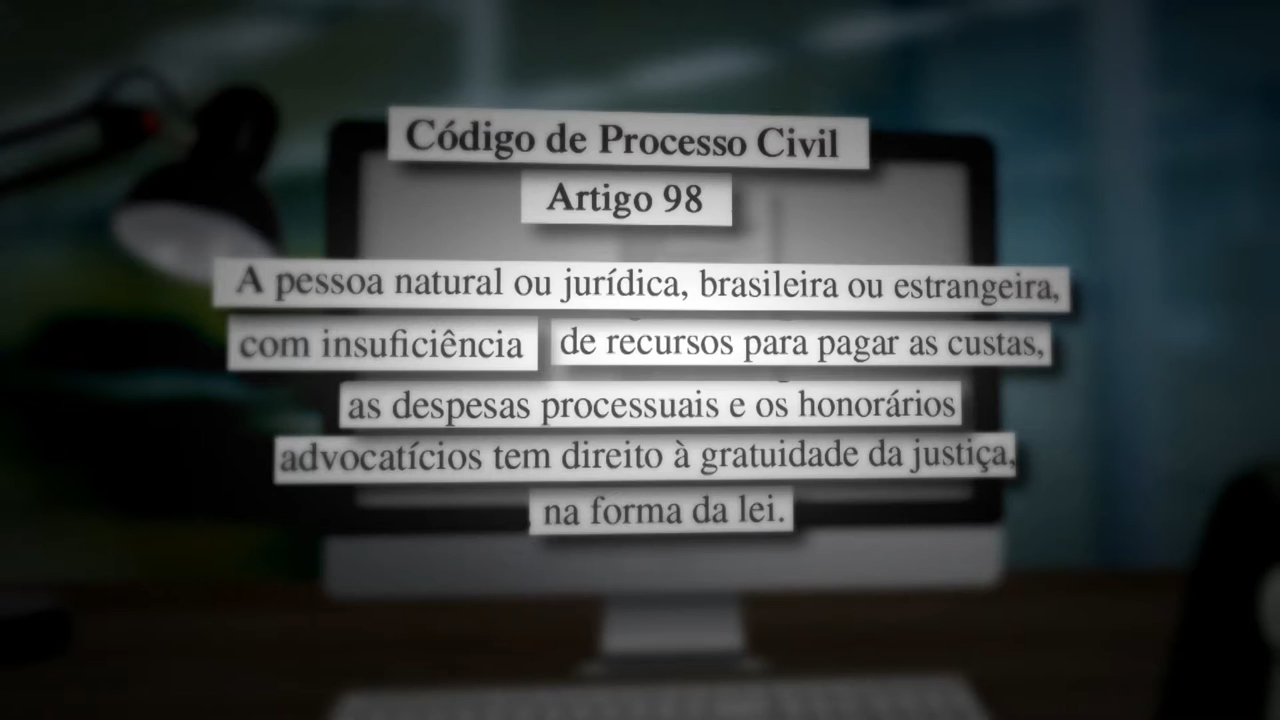 Código de Processo Civil
Artigo 98
A pessoa natural ou jurídica, brasileira ou estrangeira,
com insuficiência de recursos para pagar as custas,
as despesas processuais e os honorários
advocatícios tem direito à gratuidade da justiça,
na forma da lei.